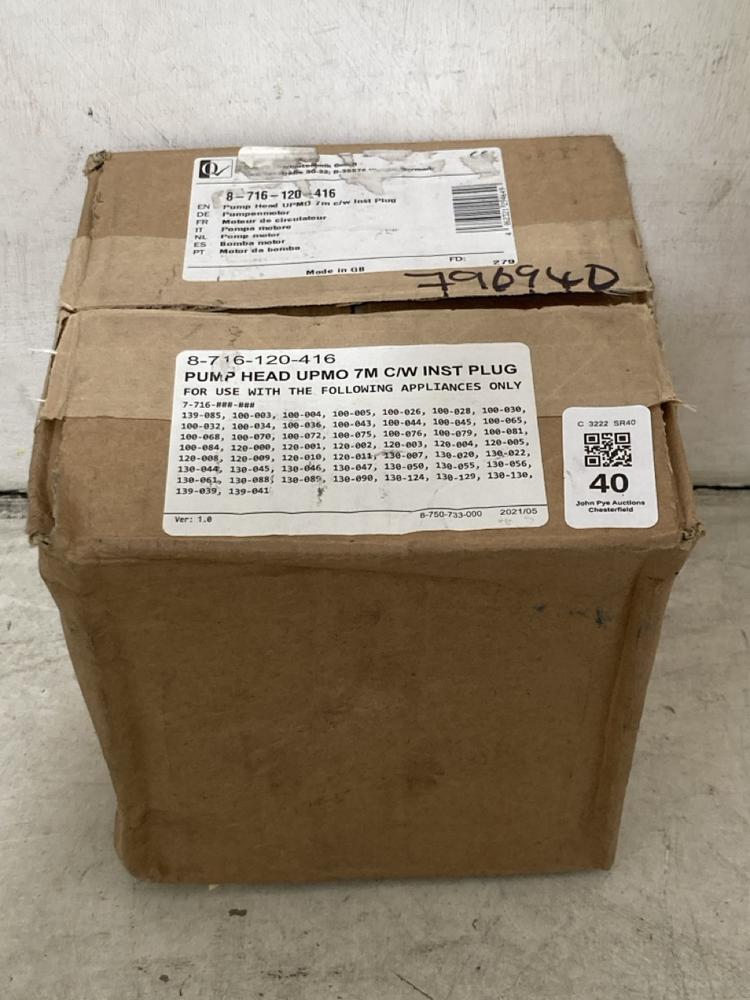 8-716-120-416
EN Pump Head UPMO 7m c/w Inst Plug
DE Pumpenmotor
FR Moteur de circulateur
IT Pompa motore
NL Pomp motor
ES Bomba motor
PT Motor da bomba
FD: 279
Made in GB
796940
8-716-120-416
PUMP HEAD UPMO 7M C/W INST PLUG
FOR USE WITH THE FOLLOWING APPLIANCES ONLY
7-716-###-###
139-085, 100-003, 100-004, 100-005, 100-026, 100-028, 100-030,
100-032, 100-034, 100-036, 100-043, 100-044, 100-045, 100-065,
100-068, 100-070, 100-072, 100-075, 100-076, 100-079, 100-081,
100-084, 120-000, 120-001, 120-002, 120-003, 120-004, 120-005,
120-008, 120-009, 120-010, 120-011, 130-007, 130-020, 130-022,
130-044, 130-045, 130-046, 130-047, 130-050, 130-055, 130-056,
130-061, 130-088, 130-089, 130-090, 130-124, 130-129, 130-130,
139-039, 139-041
Ver: 1.0 8-750-733-000 2021/05
C 3222 SR40
40
John Pye Auctions
Chesterfield